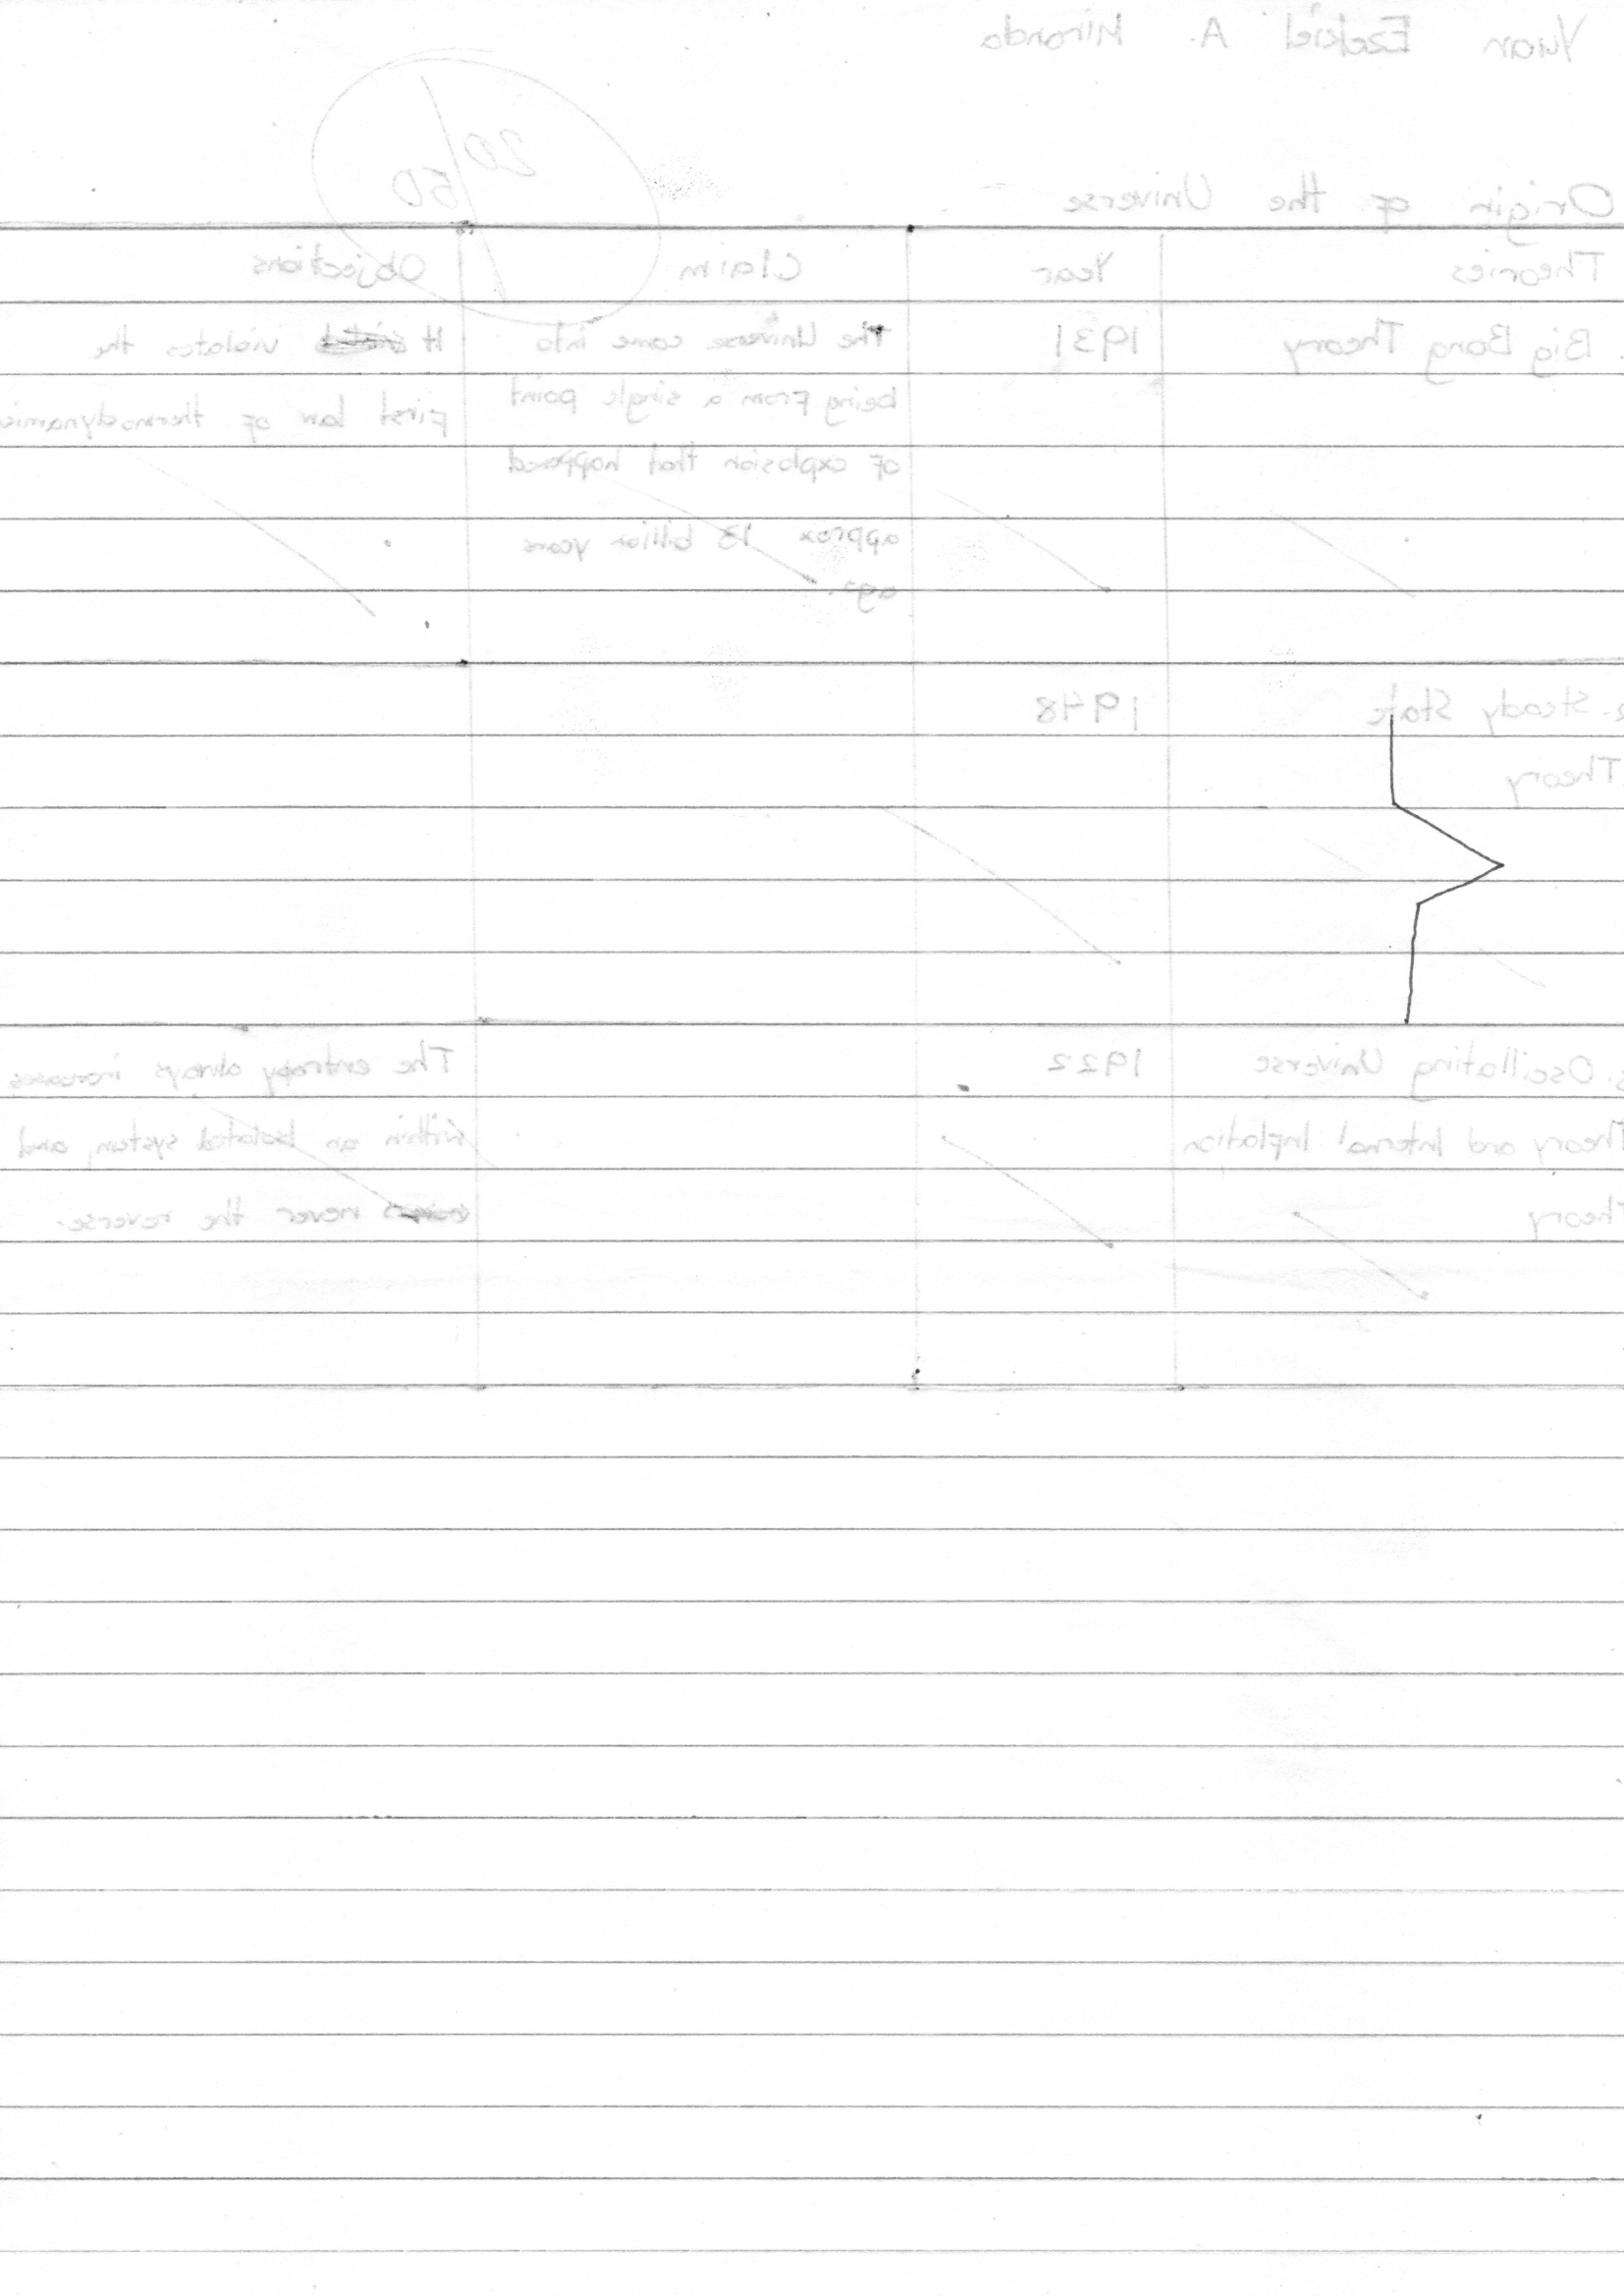 Yuan Ezekiel A. Miranda
20/50
Origin of the Universe
Theories Year Claim Objections
Big Bang Theory 1931 The Universe came into It violates the
being from a single point First law of thermodynamics
of explosion that happened
approx 13 billion years
ago.
2. Steady State 1948
Theory
3. Oscillating Universe 1922 The entropy always increases
Theory and Internal Inflation within an Isolated system, and
Theory never the reverse.